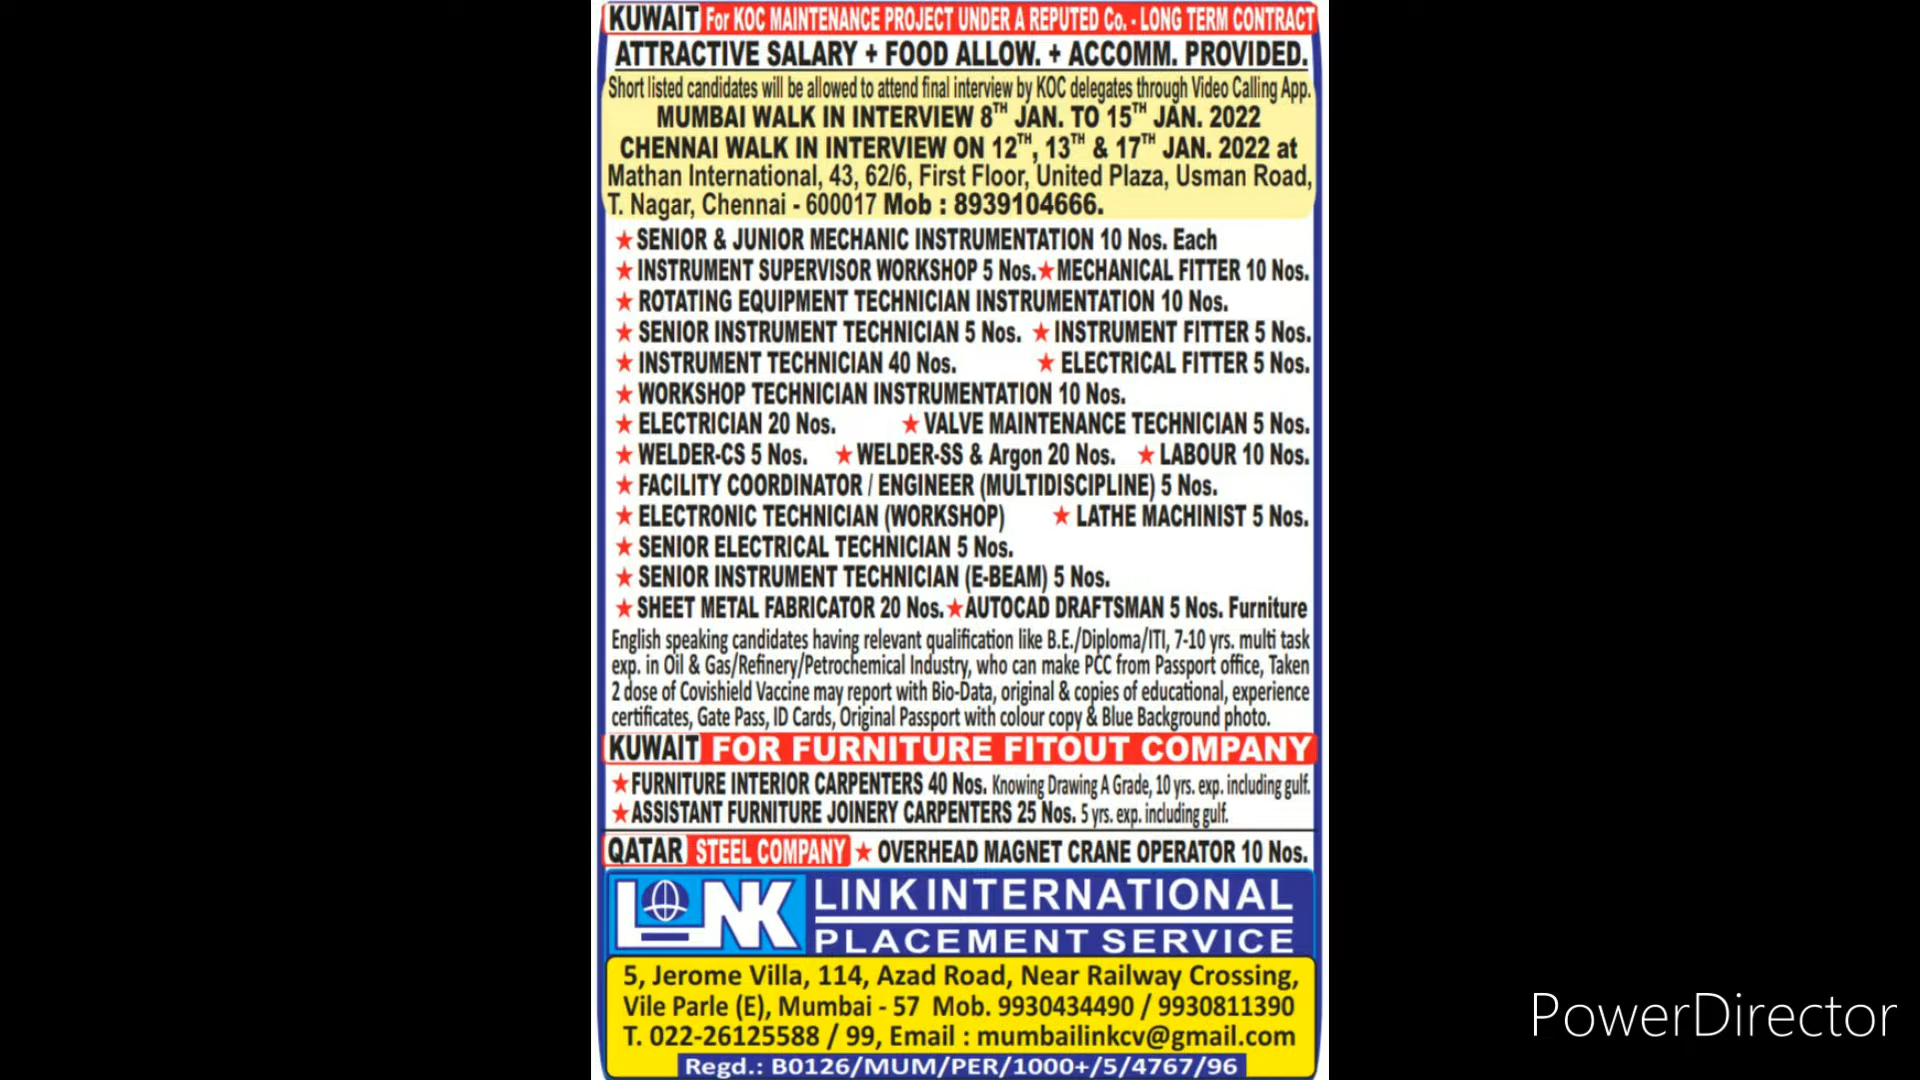 KUWAIT For KOC MAINTENANCE PROJECT UNDER A REPUTED Co. - LONG TERM CONTRACT
ATTRACTIVE SALARY + FOOD ALLOW. + ACCOMM. PROVIDED.
Short listed candidates will be allowed to attend final interview by KOC delegates through Video Calling App.
MUMBAI WALK IN INTERVIEW 8TH JAN. TO 15TH JAN. 2022
CHENNAI WALK IN INTERVIEW ON 12TH, 13TH & 17TH JAN. 2022 at
Mathan International, 43, 62/6, First Floor, United Plaza, Usman Road,
T. Nagar, Chennai - 600017 Mob : 8939104666.
★ SENIOR & JUNIOR MECHANIC INSTRUMENTATION 10 Nos. Each
★ INSTRUMENT SUPERVISOR WORKSHOP 5 Nos. ★ MECHANICAL FITTER 10 Nos.
★ ROTATING EQUIPMENT TECHNICIAN INSTRUMENTATION 10 Nos.
★ SENIOR INSTRUMENT TECHNICIAN 5 Nos. ★ INSTRUMENT FITTER 5 Nos.
★ INSTRUMENT TECHNICIAN 40 Nos. ★ ELECTRICAL FITTER 5 Nos.
★ WORKSHOP TECHNICIAN INSTRUMENTATION 10 Nos.
★ ELECTRICIAN 20 Nos. ★ VALVE MAINTENANCE TECHNICIAN 5 Nos.
★ WELDER-CS 5 Nos. ★ WELDER-SS & Argon 20 Nos. ★ LABOUR 10 Nos.
★ FACILITY COORDINATOR / ENGINEER (MULTIDISCIPLINE) 5 Nos.
★ ELECTRONIC TECHNICIAN (WORKSHOP) ★ LATHE MACHINIST 5 Nos.
★ SENIOR ELECTRICAL TECHNICIAN 5 Nos.
★ SENIOR INSTRUMENT TECHNICIAN (E-BEAM) 5 Nos.
★ SHEET METAL FABRICATOR 20 Nos. ★ AUTOCAD DRAFTSMAN 5 Nos. Furniture
English speaking candidates having relevant qualification like B.E./Diploma/ITI, 7-10 yrs. multi task
exp. in Oil & Gas/Refinery/Petrochemical Industry, who can make PCC from Passport office, Taken
2 dose of Covishield Vaccine may report with Bio-Data, original & copies of educational, experience
certificates, Gate Pass, ID Cards, Original Passport with colour copy & Blue Background photo.
KUWAIT FOR FURNITURE FITOUT COMPANY
★ FURNITURE INTERIOR CARPENTERS 40 Nos. Knowing Drawing A Grade, 10 yrs. exp. including gulf.
★ ASSISTANT FURNITURE JOINERY CARPENTERS 25 Nos. 5 yrs. exp. including gulf.
QATAR STEEL COMPANY ★ OVERHEAD MAGNET CRANE OPERATOR 10 Nos.
LINK LINK INTERNATIONAL
PLACEMENT SERVICE
5, Jerome Villa, 114, Azad Road, Near Railway Crossing,
Vile Parle (E), Mumbai - 57 Mob. 9930434490 / 9930811390
T. 022-26125588 / 99, Email : mumbailinkcv@gmail.com
Regd.: B0126/MUM/PER/1000+/5/4767/96
PowerDirector